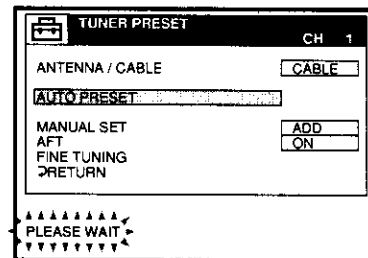 TUNER PRESET
CH 1
ANTENNA / CABLE CABLE
AUTO PRESET
MANUAL SET ADD
AFT ON
FINE TUNING
RETURN
PLEASE WAIT